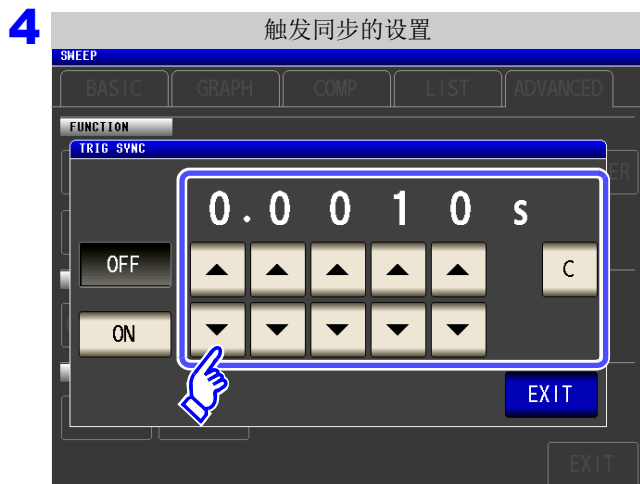 4
触发同步的设置
SWEEP
BASIC GRAPH COMP LIST ADVANCED
FUNCTION
TRIG SYNC
ER
0.0010 s
OFF
C
ON
EXIT
EXIT